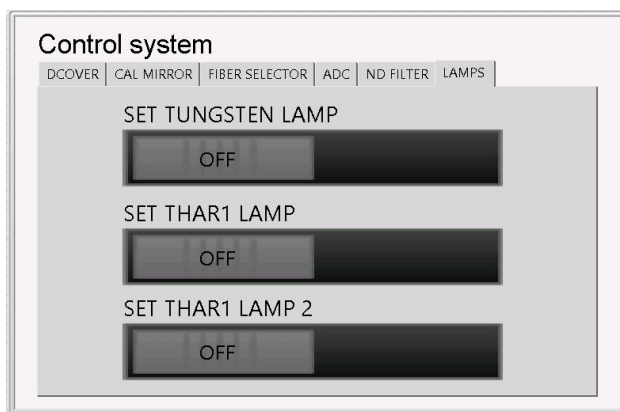 Control system
DCOVER CAL MIRROR FIBER SELECTOR ADC ND FILTER LAMPS
SET TUNGSTEN LAMP
OFF
SET THAR1 LAMP
OFF
SET THAR1 LAMP 2
OFF